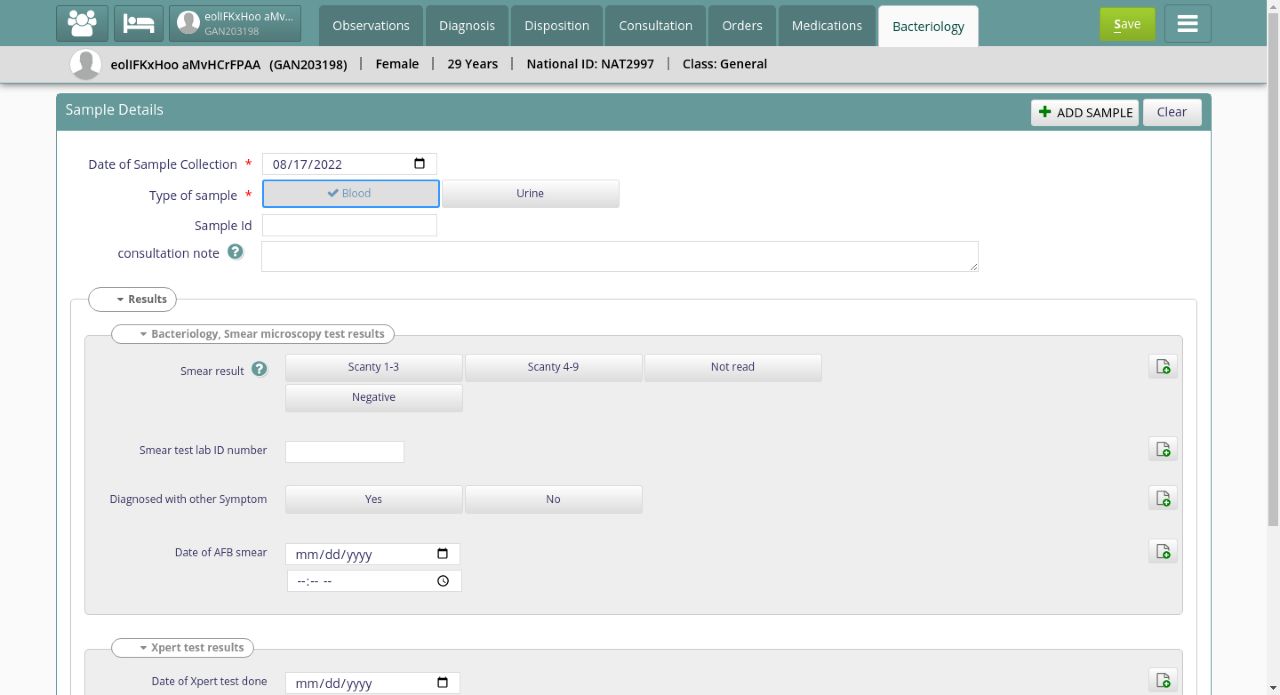 eolIFKxHoo aMv...
GAN203198
Observations
Diagnosis
Disposition
Consultation
Orders
Medications
Bacteriology
Save
eolIFKxHoo aMvHCrFPAA (GAN203198) | Female | 29 Years | National ID: NAT2997 | Class: General
Sample Details
ADD SAMPLE
Clear
Date of Sample Collection *
08/17/2022
Type of sample *
Blood
Urine
Sample Id
consultation note ?
Results
Bacteriology, Smear microscopy test results
Smear result ?
Scanty 1-3
Scanty 4-9
Not read
Negative
Smear test lab ID number
Diagnosed with other Symptom
Yes
No
Date of AFB smear
mm/dd/yyyy
--:-- --
Xpert test results
Date of Xpert test done
mm/dd/yyyy